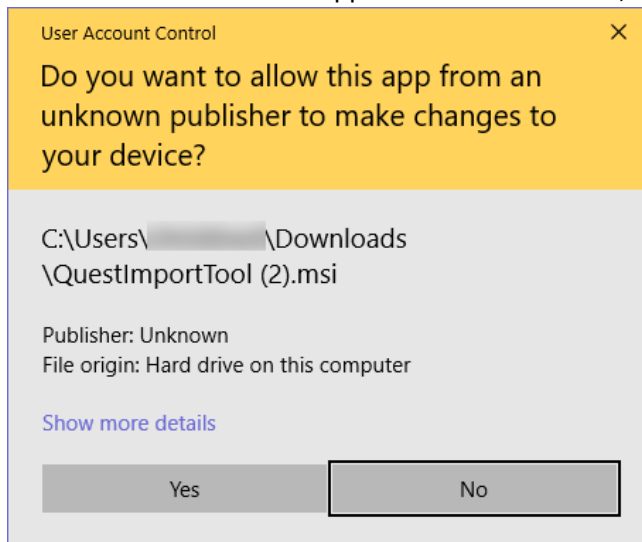 User Account Control
Do you want to allow this app from an
unknown publisher to make changes to
your device?
C:\Users\ \Downloads
\QuestImportTool (2).msi
Publisher: Unknown
File origin: Hard drive on this computer
Show more details
Yes
No